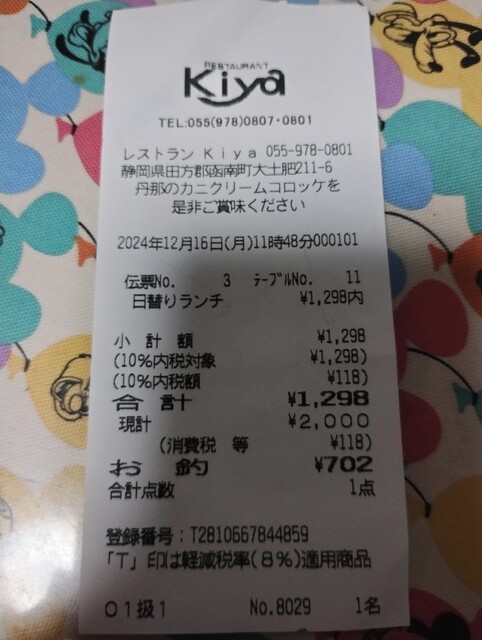 RESTAURANT
Kiya
TEL:055(978)0807・0801
レストラン Kiya 055-978-0801
静岡県田方郡函南町大土肥211-6
丹那のカニクリームコロッケを
是非ご賞味ください
2024年12月16日(月)11時48分000101
伝票No. 3 テーブルNo. 11
日替りランチ ¥1,298内
小計額 ¥1,298
(10%内税対象 ¥1,298)
(10%内税額 ¥118)
合計 ¥1,298
現計 ¥2,000
(消費税 等 ¥118)
お釣 ¥702
合計点数 1点
登録番号:T2810667844859
「T」印は軽減税率(8%)適用商品
01扱1 No.8029 1名